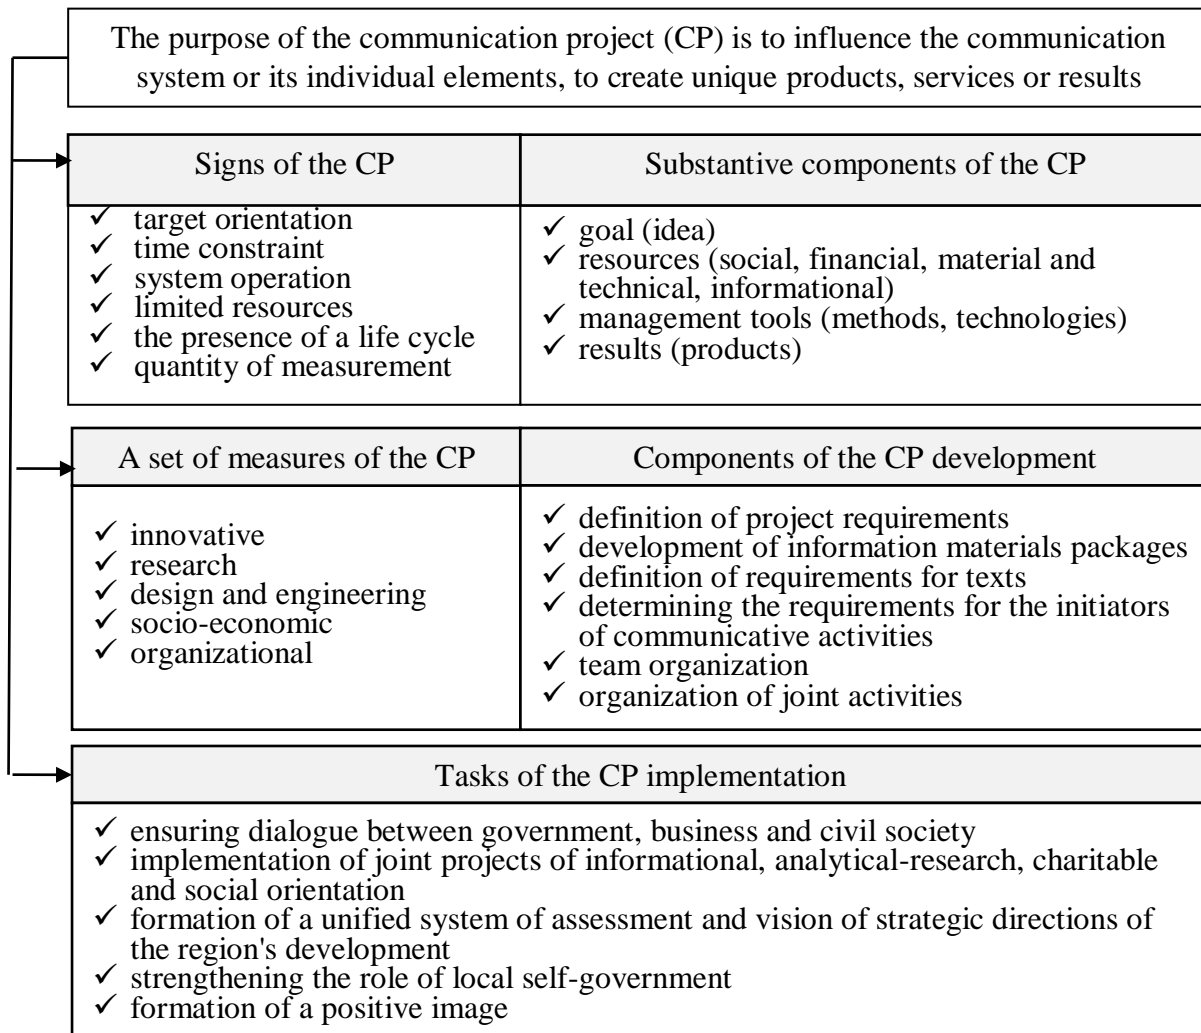 The purpose of the communication project (CP) is to influence the communication
system or its individual elements, to create unique products, services or results
Signs of the CP
✓ target orientation
✓ time constraint
✓ system operation
✓ limited resources
✓ the presence of a life cycle
✓ quantity of measurement
Substantive components of the CP
✓ goal (idea)
✓ resources (social, financial, material and
technical, informational)
✓ management tools (methods, technologies)
✓ results (products)
A set of measures of the CP
✓ innovative
✓ research
✓ design and engineering
✓ socio-economic
✓ organizational
Components of the CP development
✓ definition of project requirements
✓ development of information materials packages
✓ definition of requirements for texts
✓ determining the requirements for the initiators
of communicative activities
✓ team organization
✓ organization of joint activities
Tasks of the CP implementation
✓ ensuring dialogue between government, business and civil society
✓ implementation of joint projects of informational, analytical-research, charitable
and social orientation
✓ formation of a unified system of assessment and vision of strategic directions of
the region's development
✓ strengthening the role of local self-government
✓ formation of a positive image